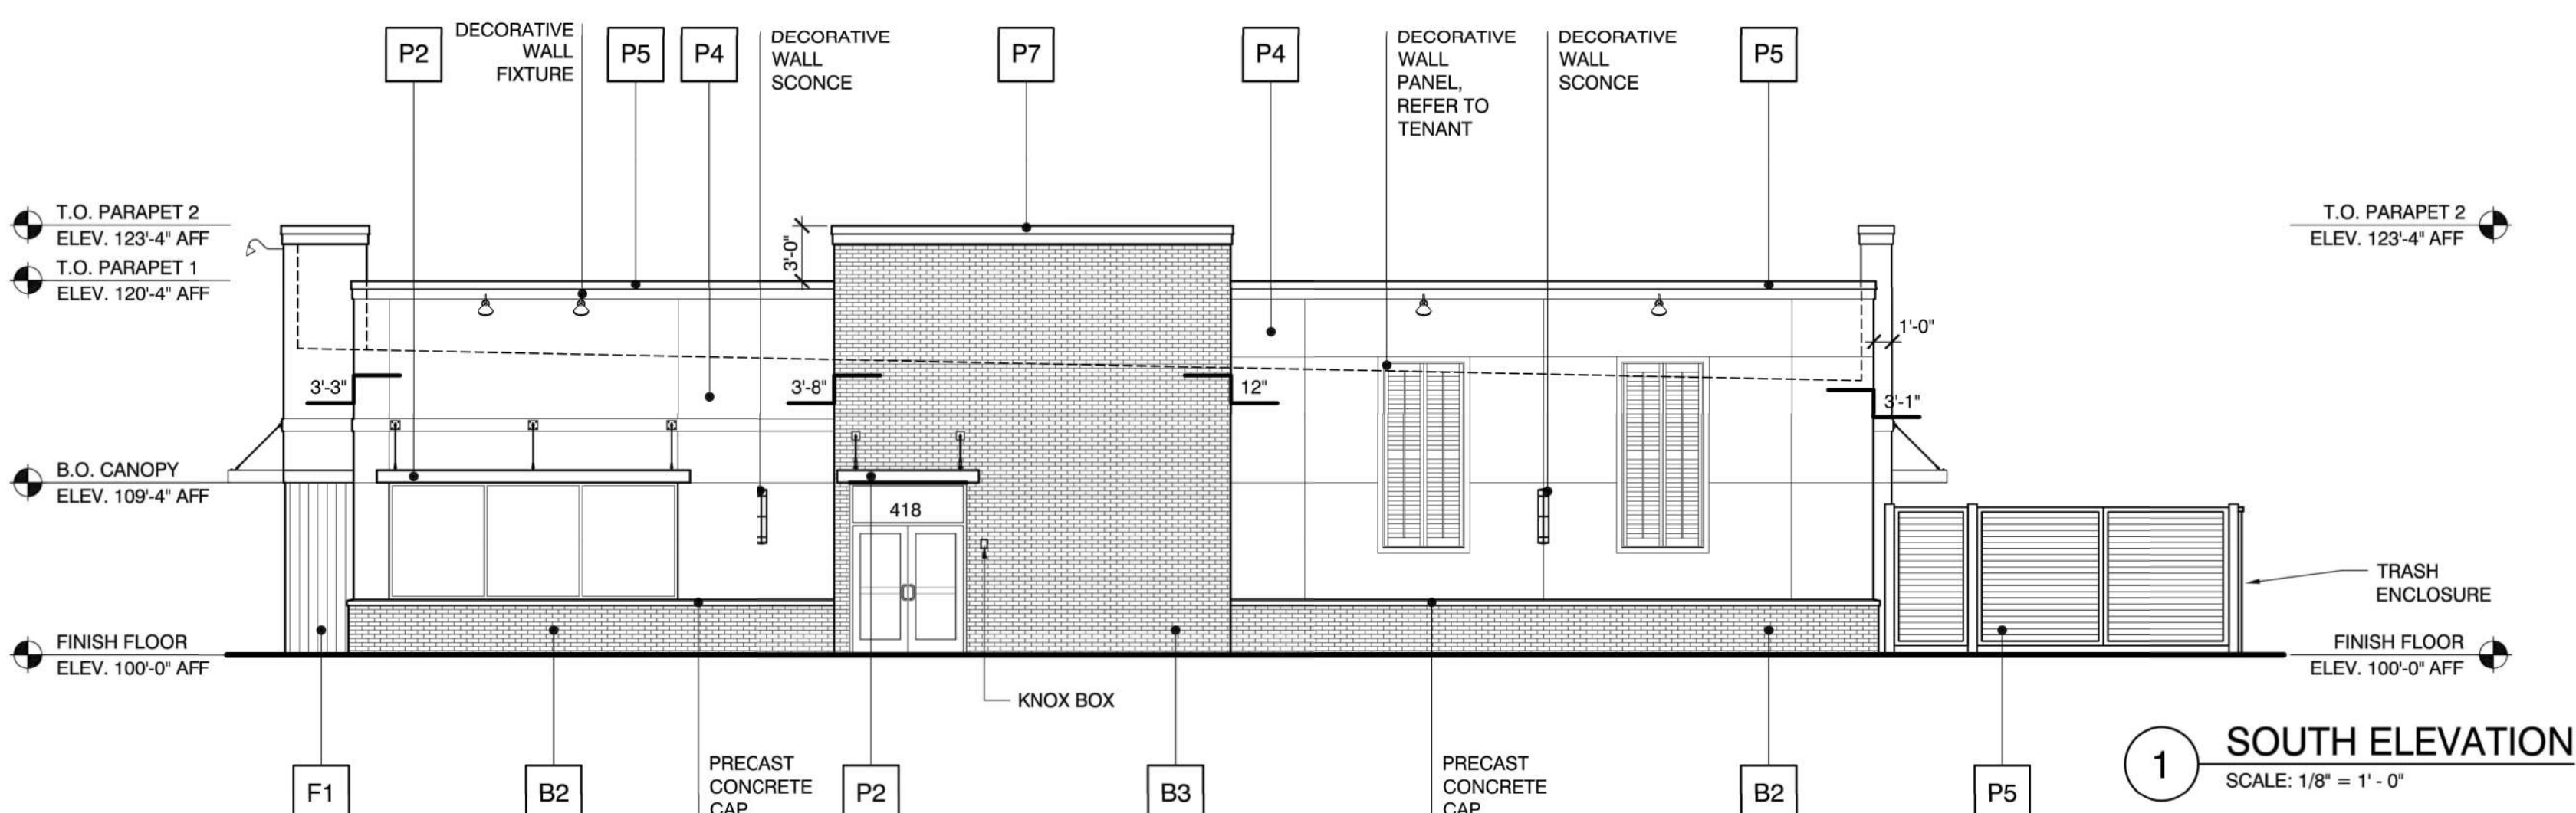 P2
DECORATIVE
WALL
FIXTURE
P5
P4
DECORATIVE
WALL
SCONCE
P7
P4
DECORATIVE
WALL
PANEL,
REFER TO
TENANT
DECORATIVE
WALL
SCONCE
P5
T.O. PARAPET 2
ELEV. 123'-4" AFF
T.O. PARAPET 1
ELEV. 120'-4" AFF
3'-0"
T.O. PARAPET 2
ELEV. 123'-4" AFF
1'-0"
3'-3"
3'-8"
12"
3'-1"
B.O. CANOPY
ELEV. 109'-4" AFF
418
TRASH
ENCLOSURE
FINISH FLOOR
ELEV. 100'-0" AFF
FINISH FLOOR
ELEV. 100'-0" AFF
KNOX BOX
F1
B2
PRECAST
CONCRETE
CAP
P2
B3
PRECAST
CONCRETE
CAP
B2
P5
1
SOUTH ELEVATION
SCALE: 1/8" = 1' - 0"